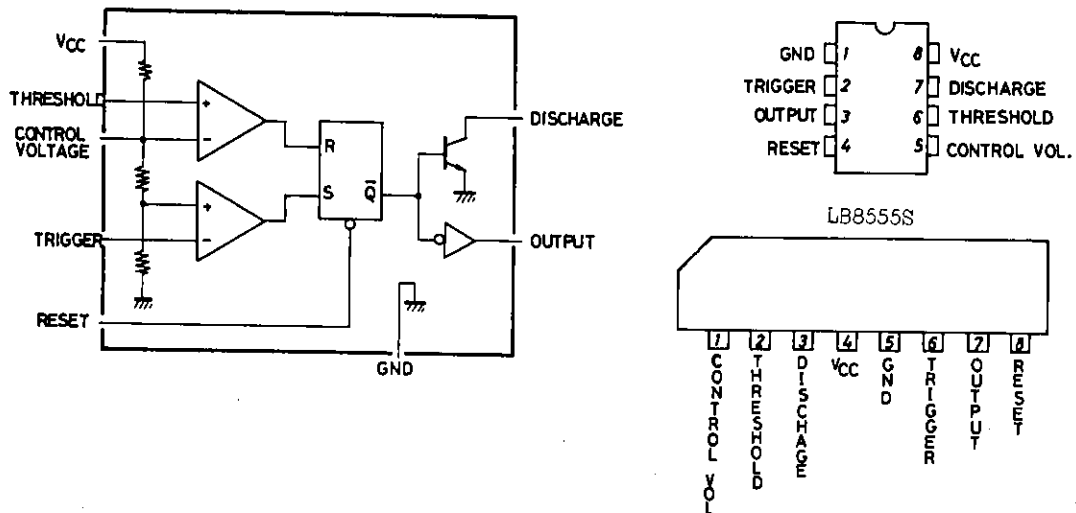 VCC
THRESHOLD
CONTROL
VOLTAGE
TRIGGER
RESET
+
-
+
-
R
S
Q̅
DISCHARGE
OUTPUT
GND
GND 1 8 VCC
TRIGGER 2 7 DISCHARGE
OUTPUT 3 6 THRESHOLD
RESET 4 5 CONTROL VOL.
LB8555S
1 2 3 4 5 6 7 8
CONTROL VOL
THRESHOLD
DISCHAGE
VCC
GND
TRIGGER
OUTPUT
RESET